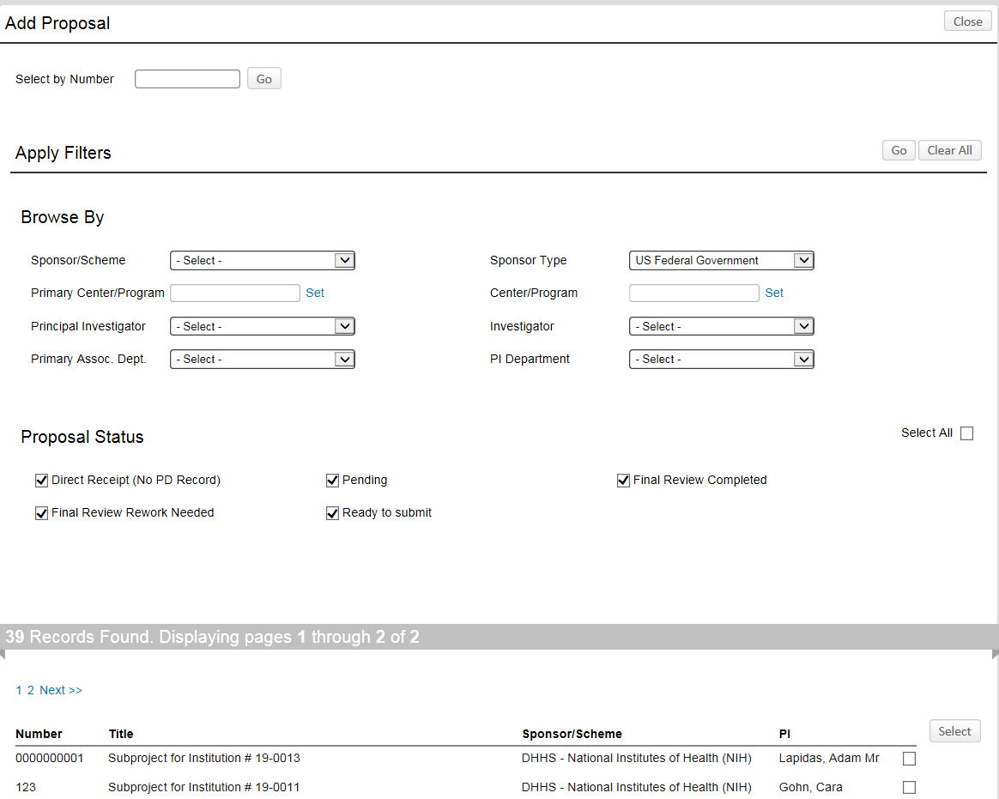 Add Proposal Close
Select by Number Go
Apply Filters Go Clear All
Browse By
Sponsor/Scheme - Select - Sponsor Type US Federal Government
Primary Center/Program Set Center/Program Set
Principal Investigator - Select - Investigator - Select -
Primary Assoc. Dept. - Select - PI Department - Select -
Proposal Status Select All
Direct Receipt (No PD Record) Pending Final Review Completed
Final Review Rework Needed Ready to submit
39 Records Found. Displaying pages 1 through 2 of 2
1 2 Next >>
Number Title Sponsor/Scheme PI Select
0000000001 Subproject for Institution # 19-0013 DHHS - National Institutes of Health (NIH) Lapidas, Adam Mr
123 Subproject for Institution # 19-0011 DHHS - National Institutes of Health (NIH) Gohn, Cara